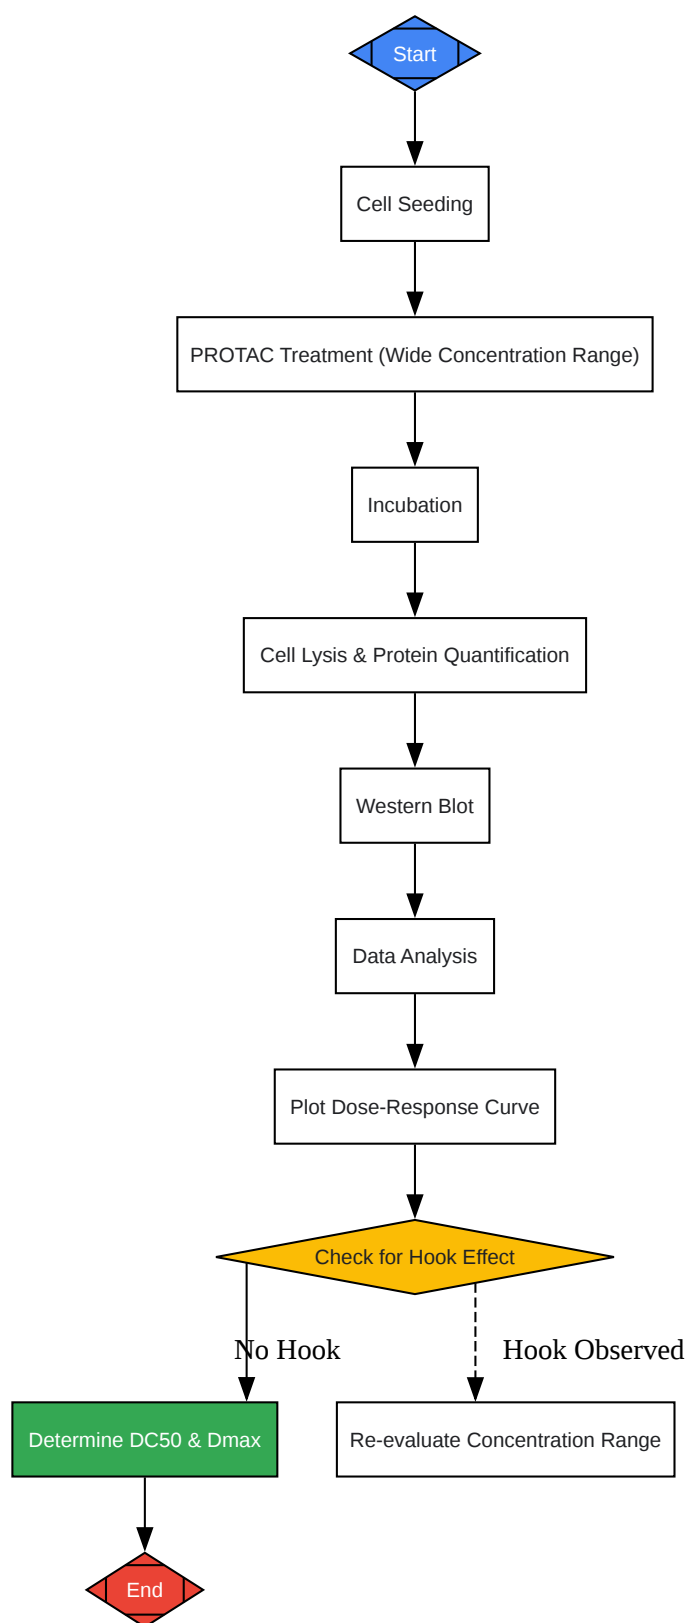 Start
Cell Seeding
PROTAC Treatment (Wide Concentration Range)
Incubation
Cell Lysis & Protein Quantification
Western Blot
Data Analysis
Plot Dose-Response Curve
Check for Hook Effect
No Hook
Hook Observed
Determine DC50 & Dmax
Re-evaluate Concentration Range
End